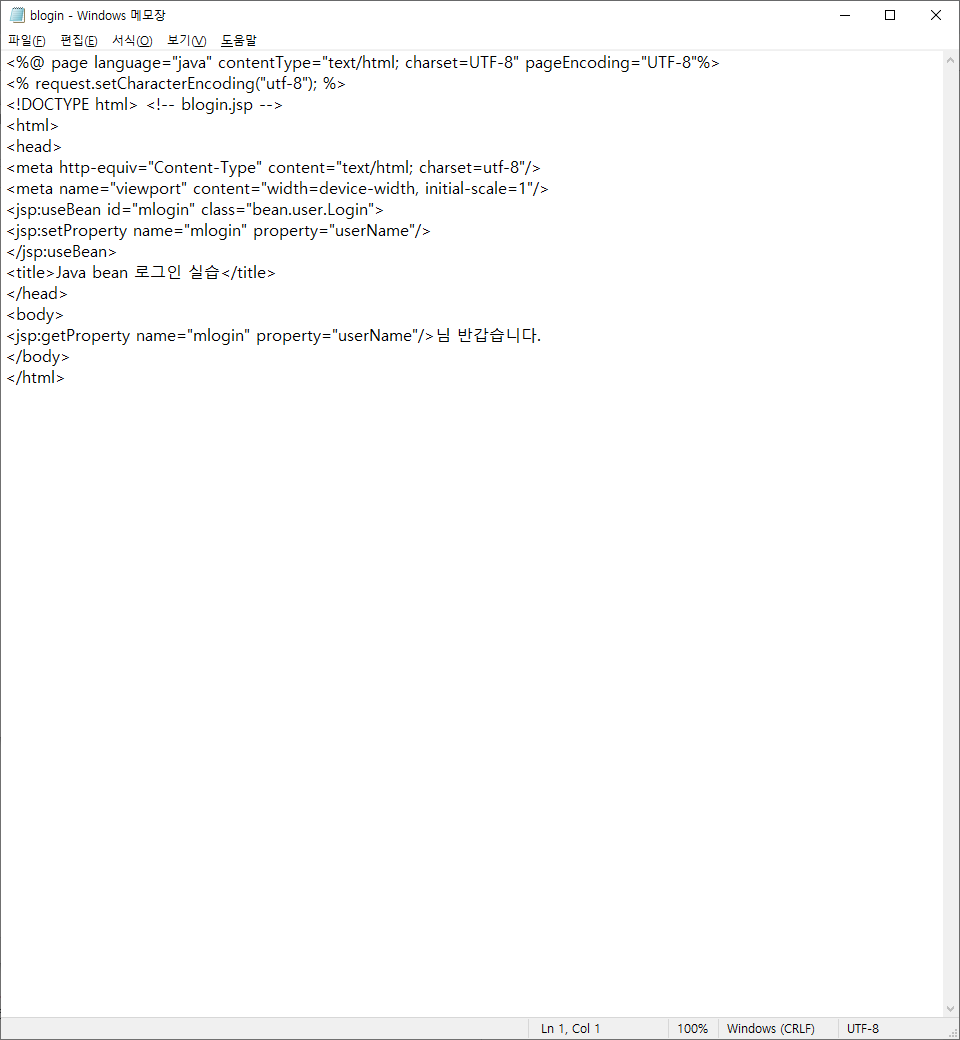 blogin - Windows 메모장
파일(F) 편집(E) 서식(O) 보기(V) 도움말
<%@ page language="java" contentType="text/html; charset=UTF-8" pageEncoding="UTF-8"%>
<% request.setCharacterEncoding("utf-8"); %>
<!DOCTYPE html> <!-- blogin.jsp -->
<html>
<head>
<meta http-equiv="Content-Type" content="text/html; charset=utf-8"/>
<meta name="viewport" content="width=device-width, initial-scale=1"/>
<jsp:useBean id="mlogin" class="bean.user.Login">
<jsp:setProperty name="mlogin" property="userName"/>
</jsp:useBean>
<title>Java bean 로그인 실습</title>
</head>
<body>
<jsp:getProperty name="mlogin" property="userName"/>님 반갑습니다.
</body>
</html>
Ln 1, Col 1 100% Windows (CRLF) UTF-8